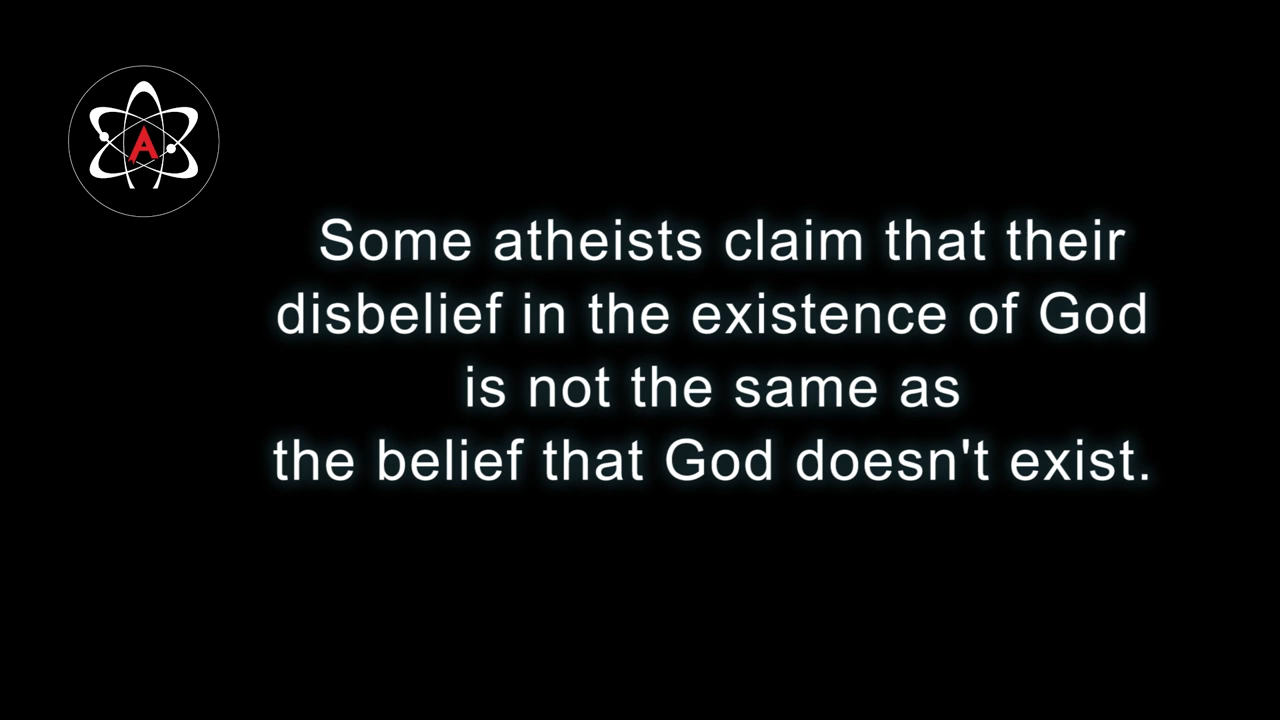 A
Some atheists claim that their
disbelief in the existence of God
is not the same as
the belief that God doesn't exist.